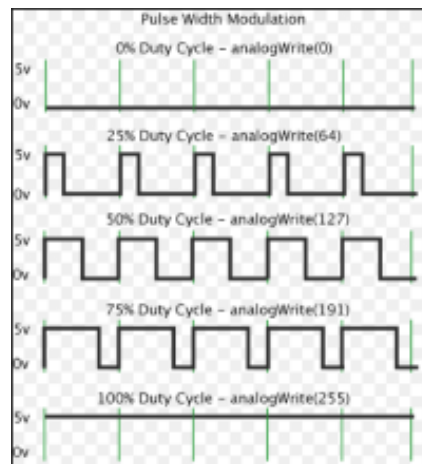 Pulse Width Modulation
0% Duty Cycle - analogWrite(0)
5v
0v
25% Duty Cycle - analogWrite(64)
5v
0v
50% Duty Cycle - analogWrite(127)
5v
0v
75% Duty Cycle - analogWrite(191)
5v
0v
100% Duty Cycle - analogWrite(255)
5v
0v